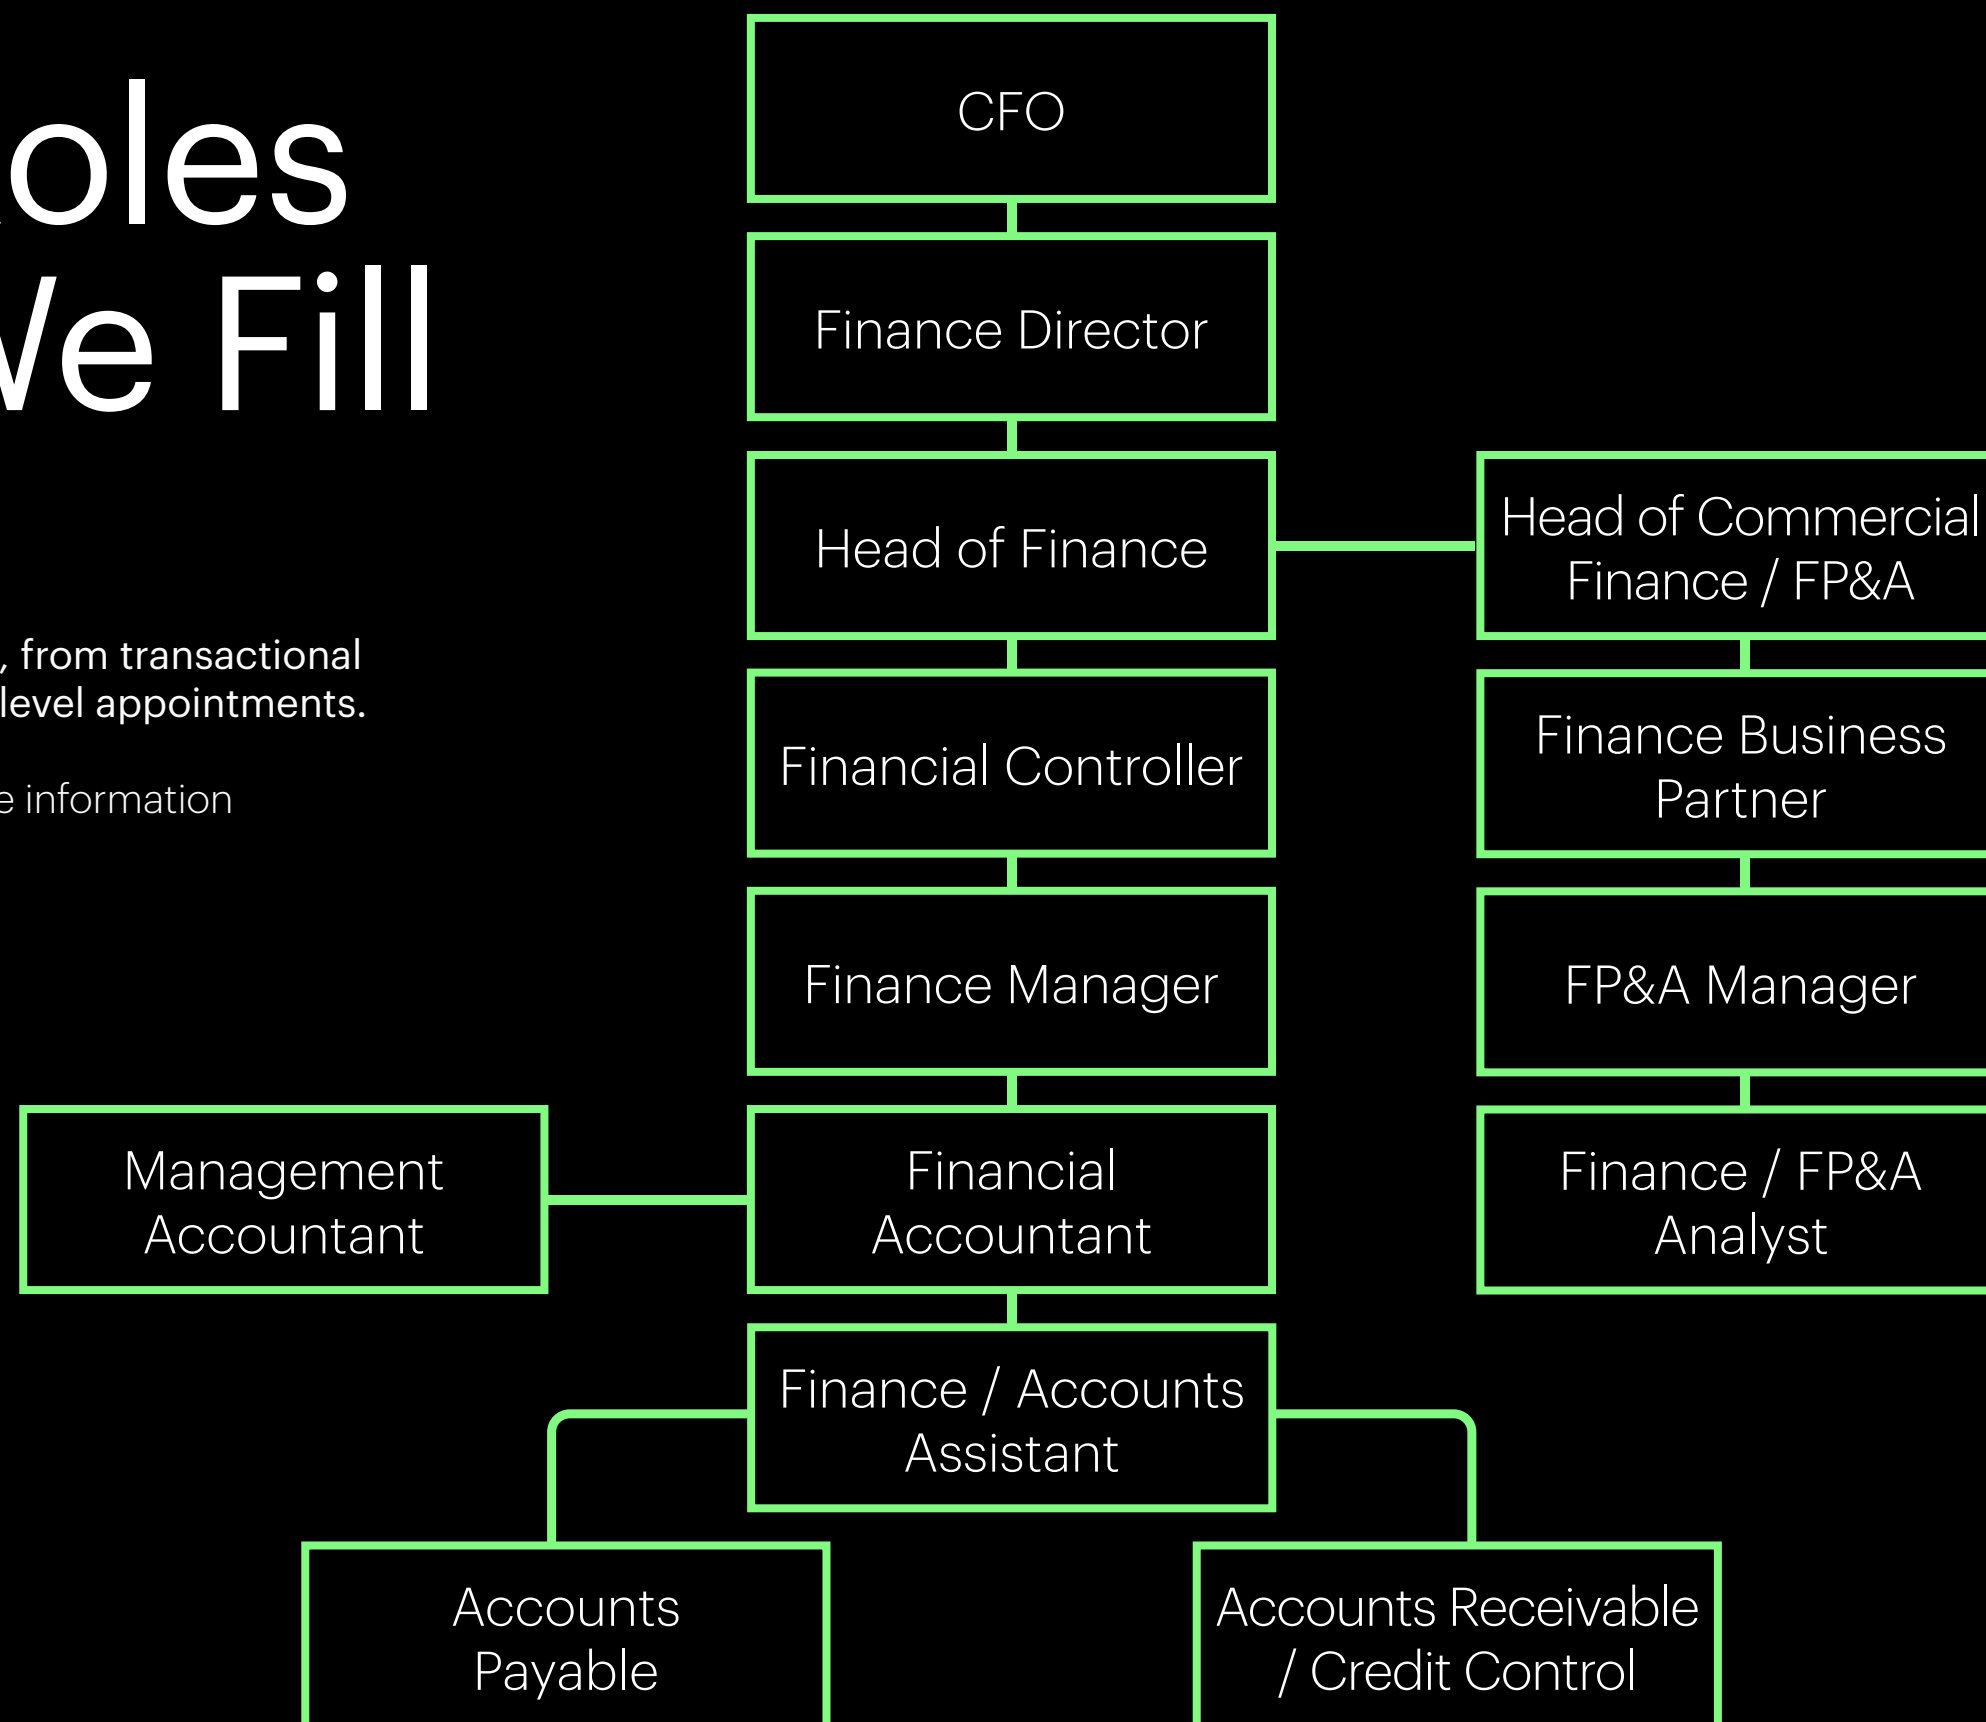 oles
We Fill
, from transactional
level appointments.
e information
CFO
Finance Director
Head of Finance
Head of Commercial
Finance / FP&A
Financial Controller
Finance Business
Partner
Finance Manager
FP&A Manager
Management
Accountant
Financial
Accountant
Finance / FP&A
Analyst
Finance / Accounts
Assistant
Accounts
Payable
Accounts Receivable
/ Credit Control